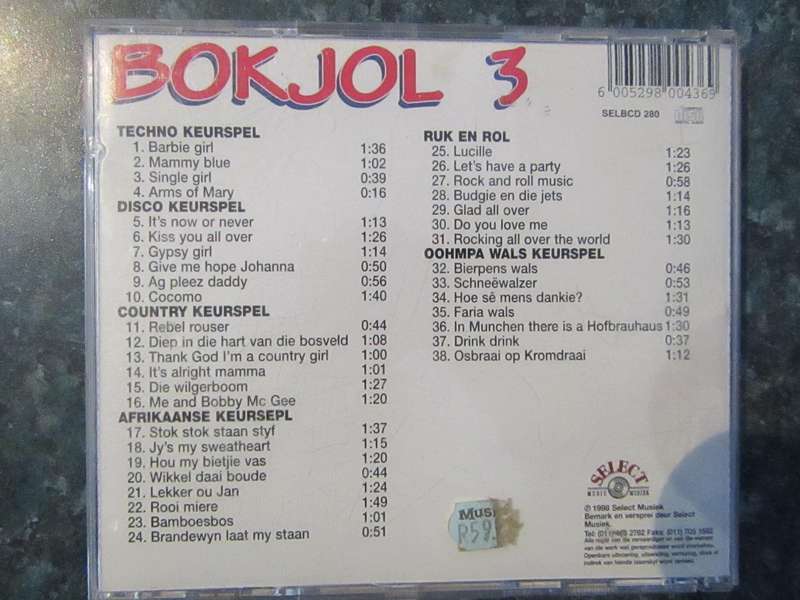 BOKJOL 3
6 005298 004369
SELBCD 280
TECHNO KEURSPEL
1. Barbie girl 1:36
2. Mammy blue 1:02
3. Single girl 0:39
4. Arms of Mary 0:16
DISCO KEURSPEL
5. It's now or never 1:13
6. Kiss you all over 1:26
7. Gypsy girl 1:14
8. Give me hope Johanna 0:50
9. Ag pleez daddy 0:56
10. Cocomo 1:40
COUNTRY KEURSPEL
11. Rebel rouser 0:44
12. Diep in die hart van die bosveld 1:08
13. Thank God I'm a country girl 1:00
14. It's alright mamma 1:01
15. Die wilgerboom 1:27
16. Me and Bobby Mc Gee 1:20
AFRIKAANSE KEURSEPL
17. Stok stok staan styf 1:37
18. Jy's my sweatheart 1:15
19. Hou my bietjie vas 1:20
20. Wikkel daai boude 0:44
21. Lekker ou Jan 1:24
22. Rooi miere 1:49
23. Bamboesbos 1:01
24. Brandewyn laat my staan 0:51
RUK EN ROL
25. Lucille 1:23
26. Let's have a party 1:26
27. Rock and roll music 0:58
28. Budgie en die jets 1:14
29. Glad all over 1:16
30. Do you love me 1:13
31. Rocking all over the world 1:30
OOHMPA WALS KEURSPEL
32. Bierpens wals 0:46
33. Schneëwalzer 0:53
34. Hoe sê mens dankie? 1:31
35. Faria wals 0:49
36. In Munchen there is a Hofbrauhaus 1:30
37. Drink drink 0:37
38. Osbraai op Kromdraai 1:12
SELECT
MUSIC MUSIEK
Mus
R59.
℗ 1998 Select Musiek
Bemark en versprei deur Select
Musiek.